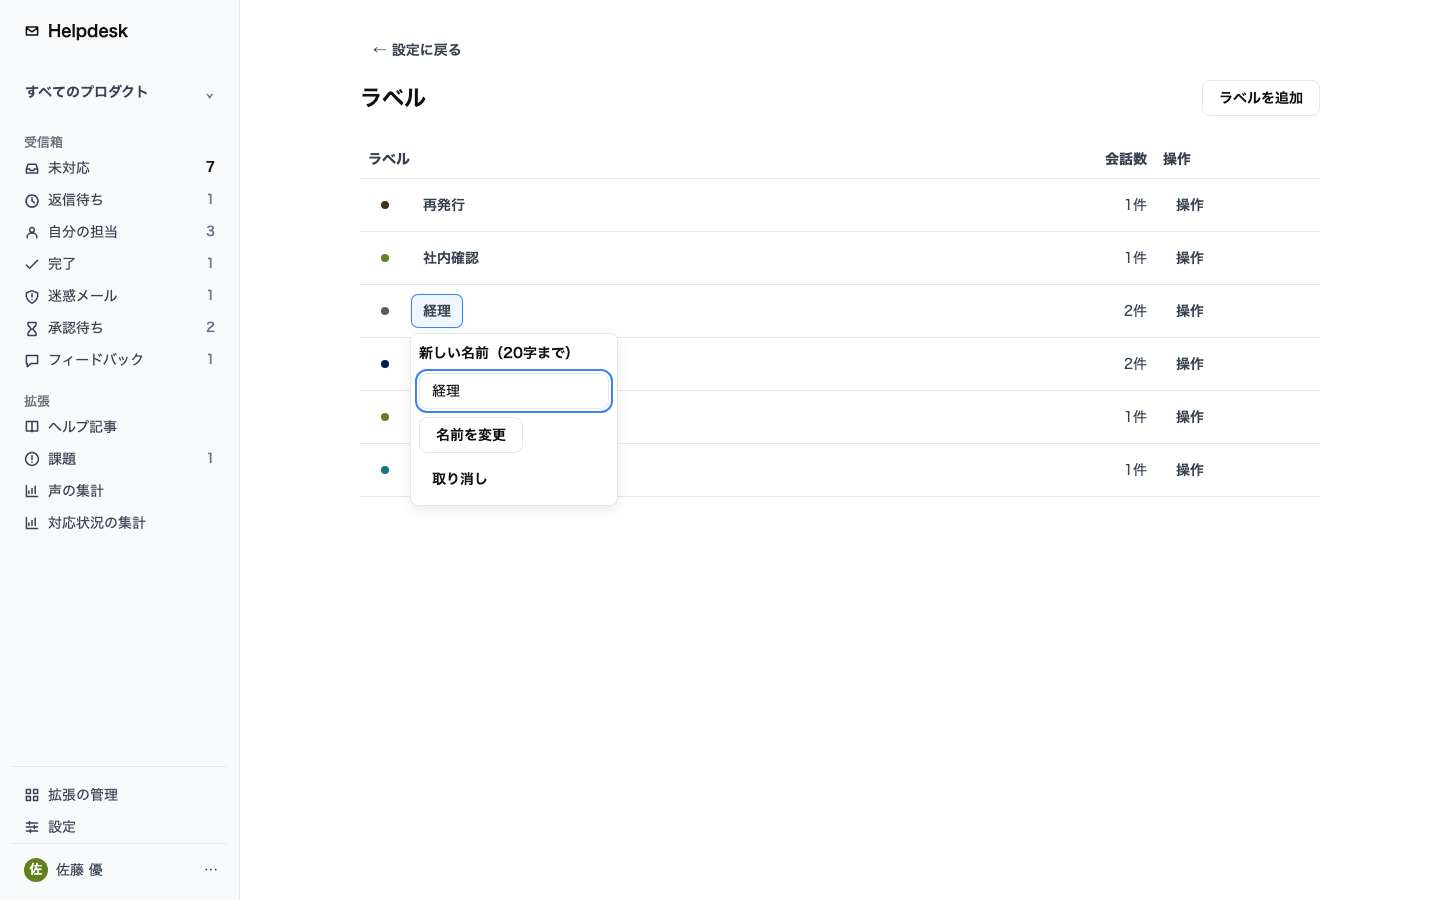 Helpdesk
すべてのプロダクト
受信箱
未対応 7
返信待ち 1
自分の担当 3
完了 1
迷惑メール 1
承認待ち 2
フィードバック 1
拡張
ヘルプ記事
課題 1
声の集計
対応状況の集計
拡張の管理
設定
佐 佐藤 優 …
← 設定に戻る
ラベル
ラベルを追加
ラベル 会話数 操作
再発行 1件 操作
社内確認 1件 操作
経理 2件 操作
2件 操作
1件 操作
1件 操作
新しい名前（20字まで）
経理
名前を変更
取り消し